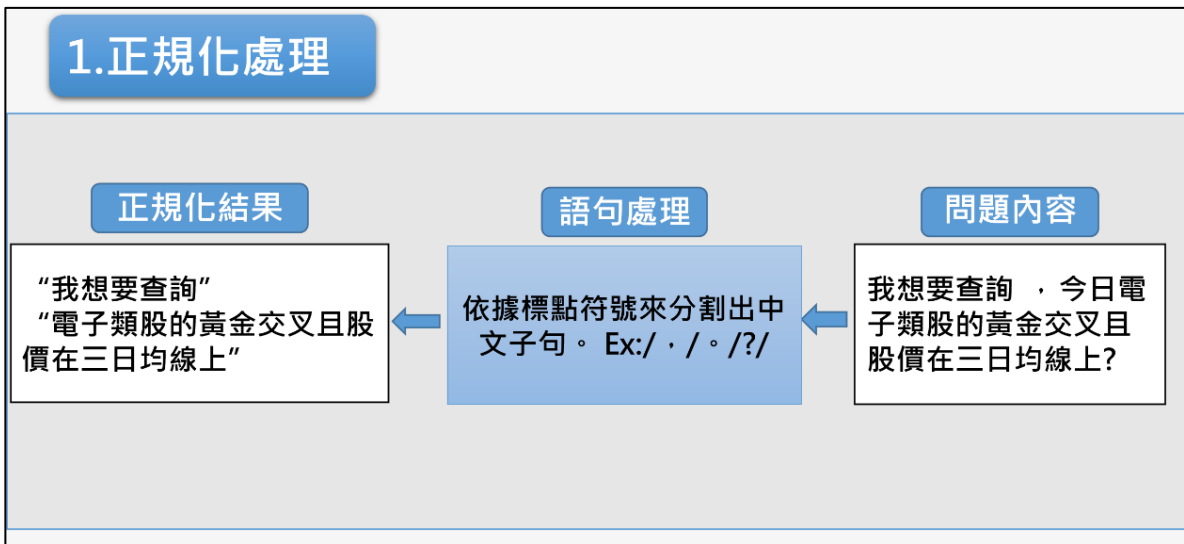 1.正規化處理
正規化結果
“我想要查詢”
“電子類股的黃金交叉且股
價在三日均線上”
語句處理
依據標點符號來分割出中
文子句。 Ex:/，/。/?/
問題內容
我想要查詢 ，今日電
子類股的黃金交叉且
股價在三日均線上?